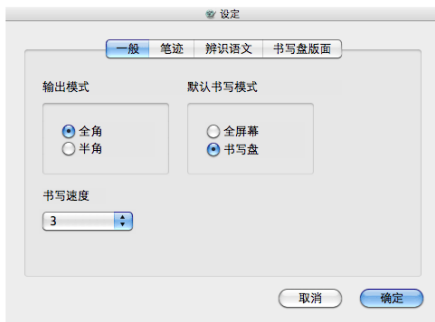 设定
一般 笔迹 辨识语文 书写盘版面
输出模式 默认书写模式
全角 全屏幕
半角 书写盘
书写速度
3
取消 确定